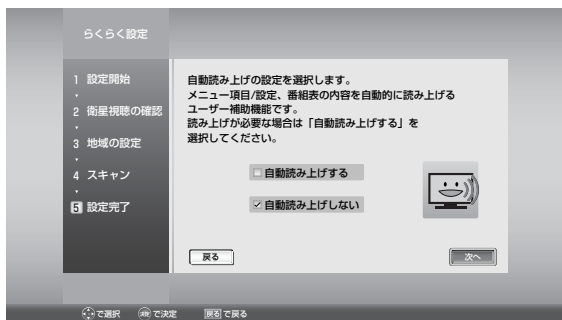 らくらく設定
1 設定開始
2 衛星視聴の確認
3 地域の設定
4 スキャン
5 設定完了
自動読み上げの設定を選択します。
メニュー項目/設定、番組表の内容を自動的に読み上げる
ユーザー補助機能です。
読み上げが必要な場合は「自動読み上げする」を
選択してください。
自動読み上げする
自動読み上げしない
戻る
次へ
で選択 決定 で決定 戻る で戻る